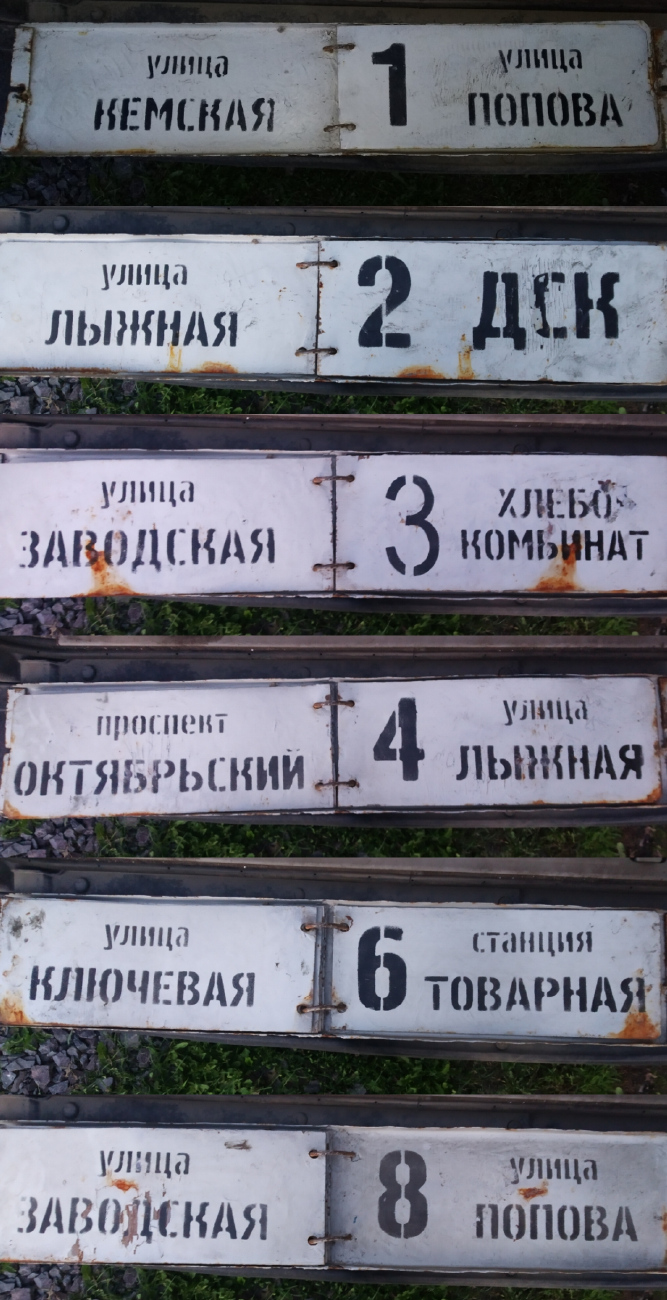 улица
КЕМСКАЯ
1
улица
ПОПОВА
улица
ЛЫЖНАЯ
2
ДСК
улица
ЗАВОДСКАЯ
3
ХЛЕБО-
КОМБИНАТ
проспект
ОКТЯБРЬСКИЙ
4
улица
ЛЫЖНАЯ
улица
КЛЮЧЕВАЯ
6
станция
ТОВАРНАЯ
улица
ЗАВОДСКАЯ
8
улица
ПОПОВА